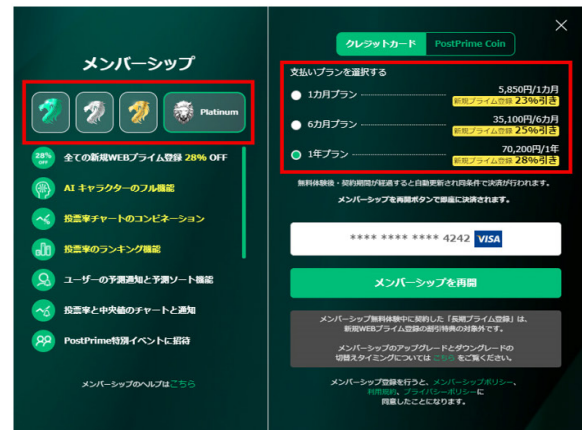 メンバーシップ
Platinum
28% OFF
全ての新規WEBプライム登録 28% OFF
AI キャラクターのフル機能
投票率チャートのコンビネーション
投票率のランキング機能
ユーザーの予測通知と予測ソート機能
投票率と中央値のチャートと通知
PostPrime特別イベントに招待
メンバーシップのヘルプはこちら
クレジットカード PostPrime Coin
支払いプランを選択する
1カ月プラン 5,850円/1カ月
新規プライム登録 23%引き
6カ月プラン 35,100円/6カ月
新規プライム登録 25%引き
1年プラン 70,200円/1年
新規プライム登録 28%引き
無料体験後・契約期間が経過すると自動更新され同条件で決済が行われます。
メンバーシップを再開ボタンで即座に決済されます。
**** **** **** 4242 VISA
メンバーシップを再開
メンバーシップ無料体験中に契約した「長期プライム登録」は、
新規WEBプライム登録の割引特典の対象外です。
メンバーシップのアップグレードとダウングレードの
切替えタイミングについては こちら をご覧ください。
メンバーシップ登録を行うと、メンバーシップポリシー、
利用規約、プライバシーポリシーに
同意したことになります。